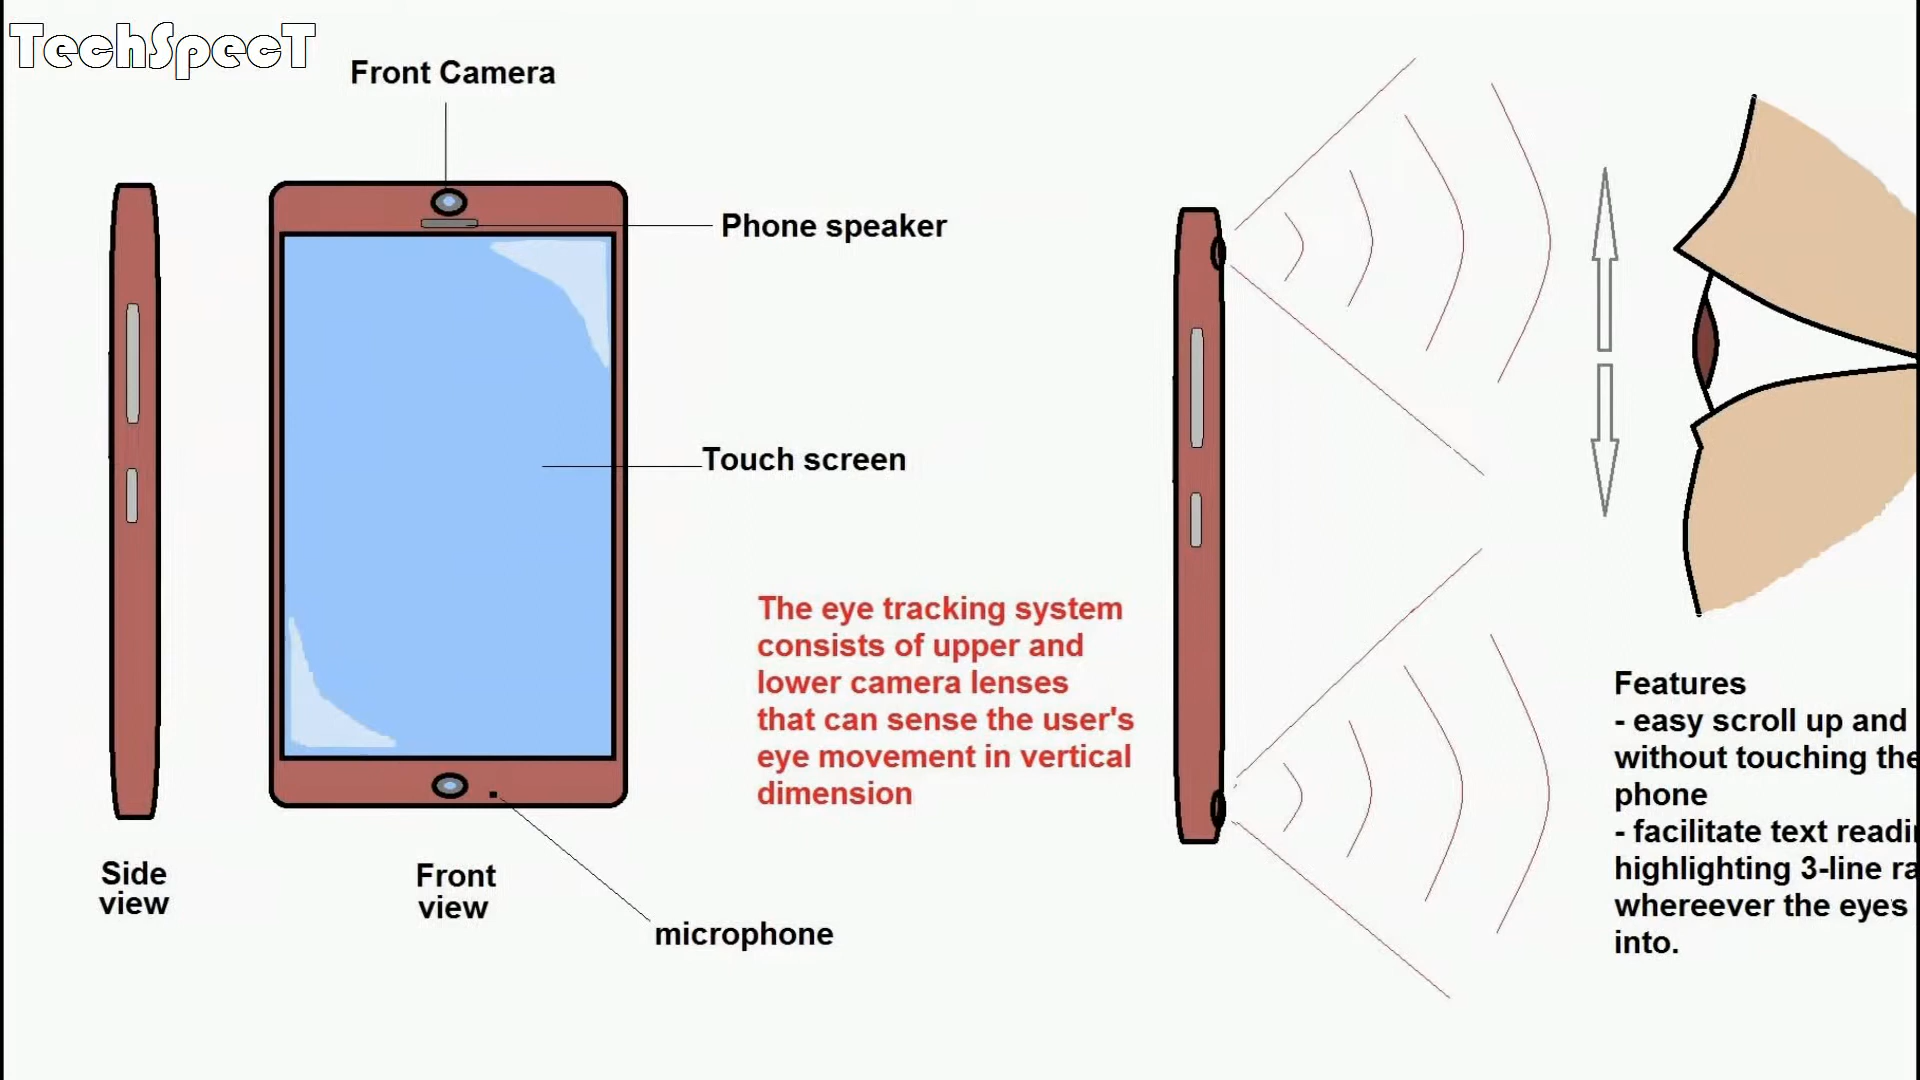 TechSpecT
Front Camera
Phone speaker
Touch screen
The eye tracking system
consists of upper and
lower camera lenses
that can sense the user's
eye movement in vertical
dimension
Side
view
Front
view
microphone
Features
- easy scroll up and
without touching the
phone
- facilitate text
highlighting 3-line
whereever the eyes
into.